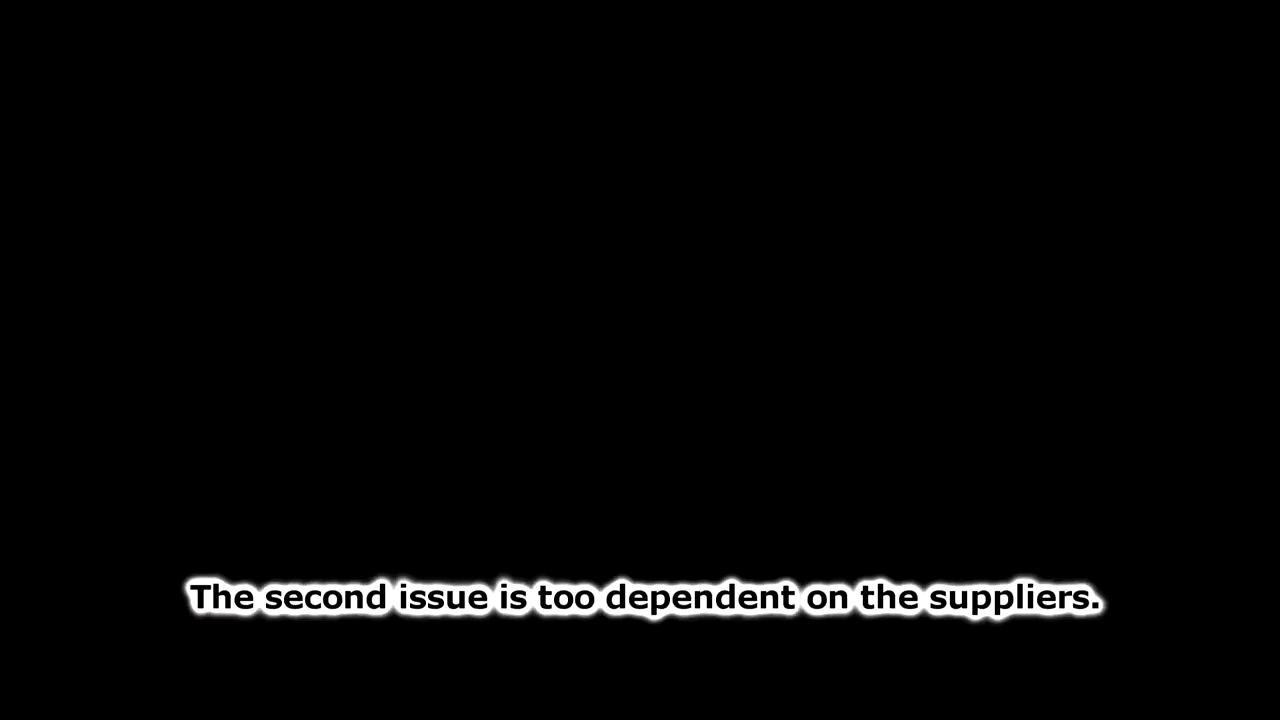 The second issue is too dependent on the suppliers.